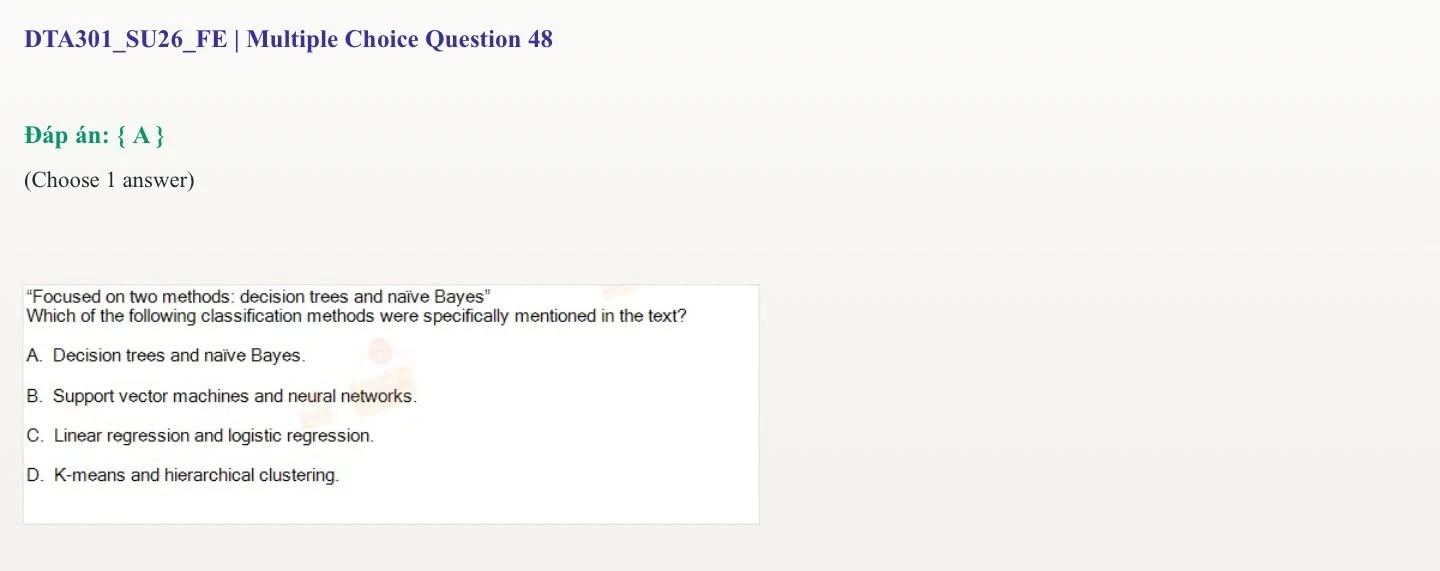 DTA301_SU26_FE | Multiple Choice Question 48
Đáp án: { A }
(Choose 1 answer)
“Focused on two methods: decision trees and naïve Bayes”
Which of the following classification methods were specifically mentioned in the text?
A. Decision trees and naïve Bayes.
B. Support vector machines and neural networks.
C. Linear regression and logistic regression.
D. K-means and hierarchical clustering.